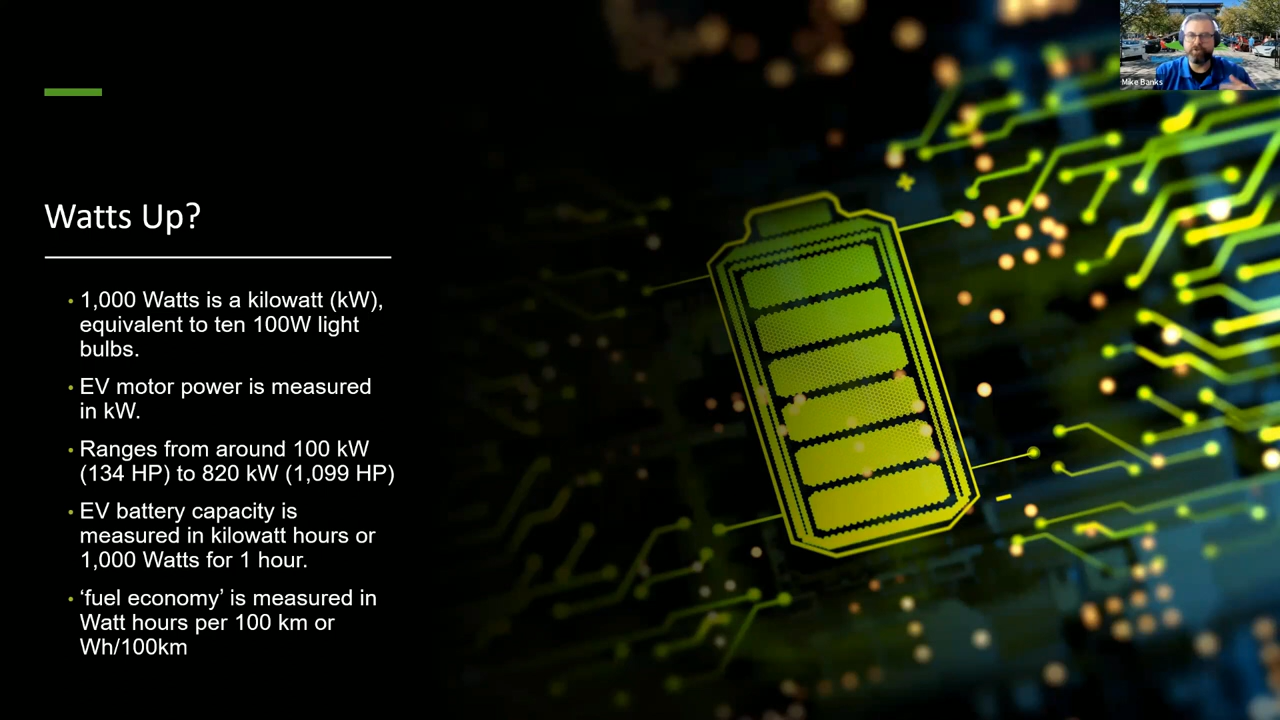 Mike Banks
Watts Up?
• 1,000 Watts is a kilowatt (kW),
equivalent to ten 100W light
bulbs.
• EV motor power is measured
in kW.
• Ranges from around 100 kW
(134 HP) to 820 kW (1,099 HP)
• EV battery capacity is
measured in kilowatt hours or
1,000 Watts for 1 hour.
• ‘fuel economy’ is measured in
Watt hours per 100 km or
Wh/100km